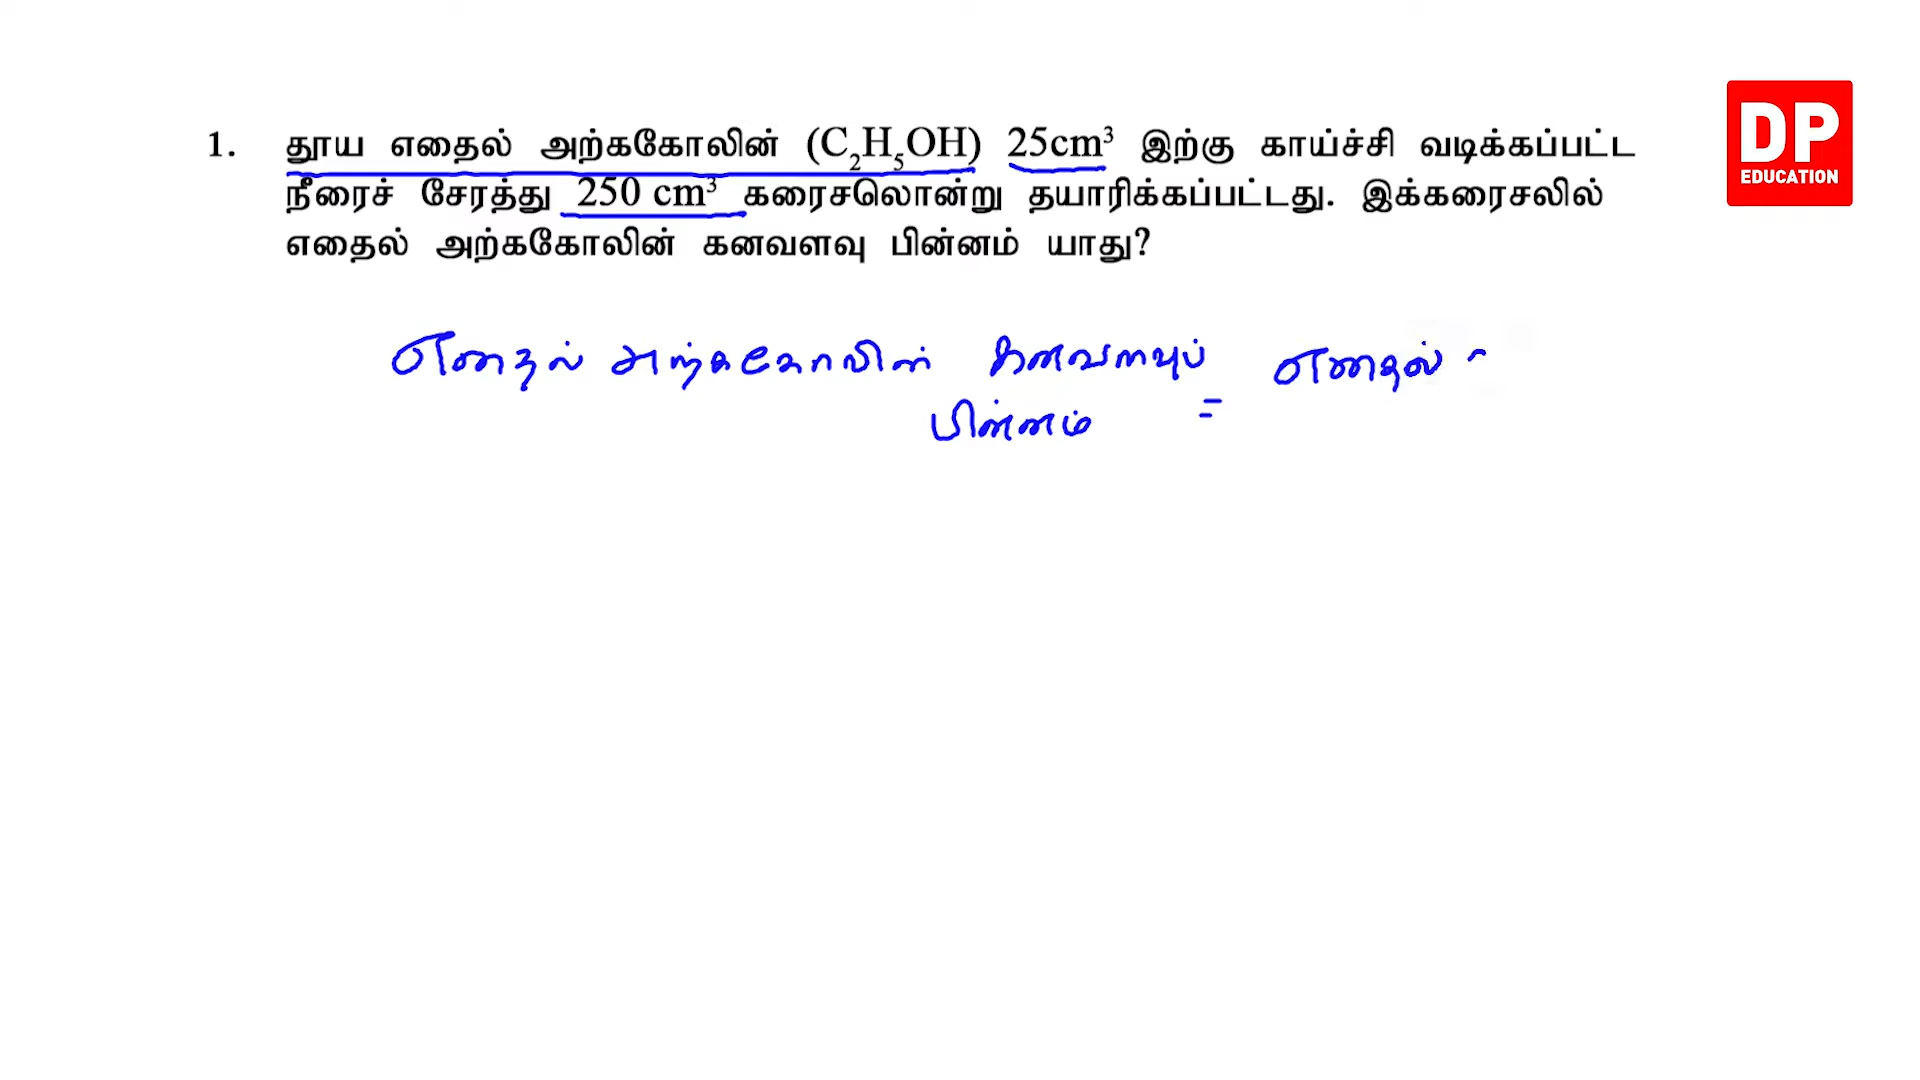 DP
EDUCATION
1. தூய எதைல் அற்ககோலின் (C₂H₅OH) 25cm³ இற்கு காய்ச்சி வடிக்கப்பட்ட
நீரைச் சேரத்து 250 cm³ கரைசலொன்று தயாரிக்கப்பட்டது. இக்கரைசலில்
எதைல் அற்ககோலின் கனவளவு பின்னம் யாது?
எதைல் அற்ககோலின் கனவளவுப் எதைல்
பின்னம் =